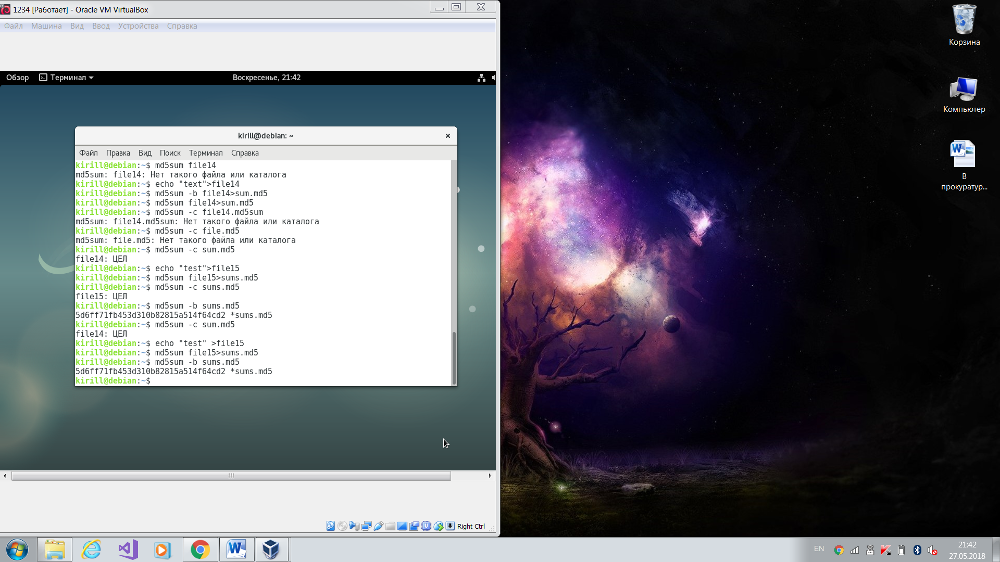 1234 [Работает] - Oracle VM VirtualBox
Файл Машина Вид Ввод Устройства Справка
Обзор Терминал Воскресенье, 21:42
kirill@debian: ~
Файл Правка Вид Поиск Терминал Справка
kirill@debian:~$ md5sum file14
md5sum: file14: Нет такого файла или каталога
kirill@debian:~$ echo "text">file14
kirill@debian:~$ md5sum -b file14>sum.md5
kirill@debian:~$ md5sum file14>sum.md5
kirill@debian:~$ md5sum -c file14.md5sum
md5sum: file14.md5sum: Нет такого файла или каталога
kirill@debian:~$ md5sum -c file.md5
md5sum: file.md5: Нет такого файла или каталога
kirill@debian:~$ md5sum -c sum.md5
file14: ЦЕЛ
kirill@debian:~$ echo "test">file15
kirill@debian:~$ md5sum file15>sums.md5
kirill@debian:~$ md5sum -c sums.md5
file15: ЦЕЛ
kirill@debian:~$ md5sum -b sums.md5
5d6ff71fb453d310b82815a514f64cd2 *sums.md5
kirill@debian:~$ md5sum -c sum.md5
file14: ЦЕЛ
kirill@debian:~$ echo "test" >file15
kirill@debian:~$ md5sum file15>sums.md5
kirill@debian:~$ md5sum -b sums.md5
5d6ff71fb453d310b82815a514f64cd2 *sums.md5
kirill@debian:~$
Right Ctrl
Корзина
Компьютер
В
прокуратур...
EN
21:42
27.05.2018